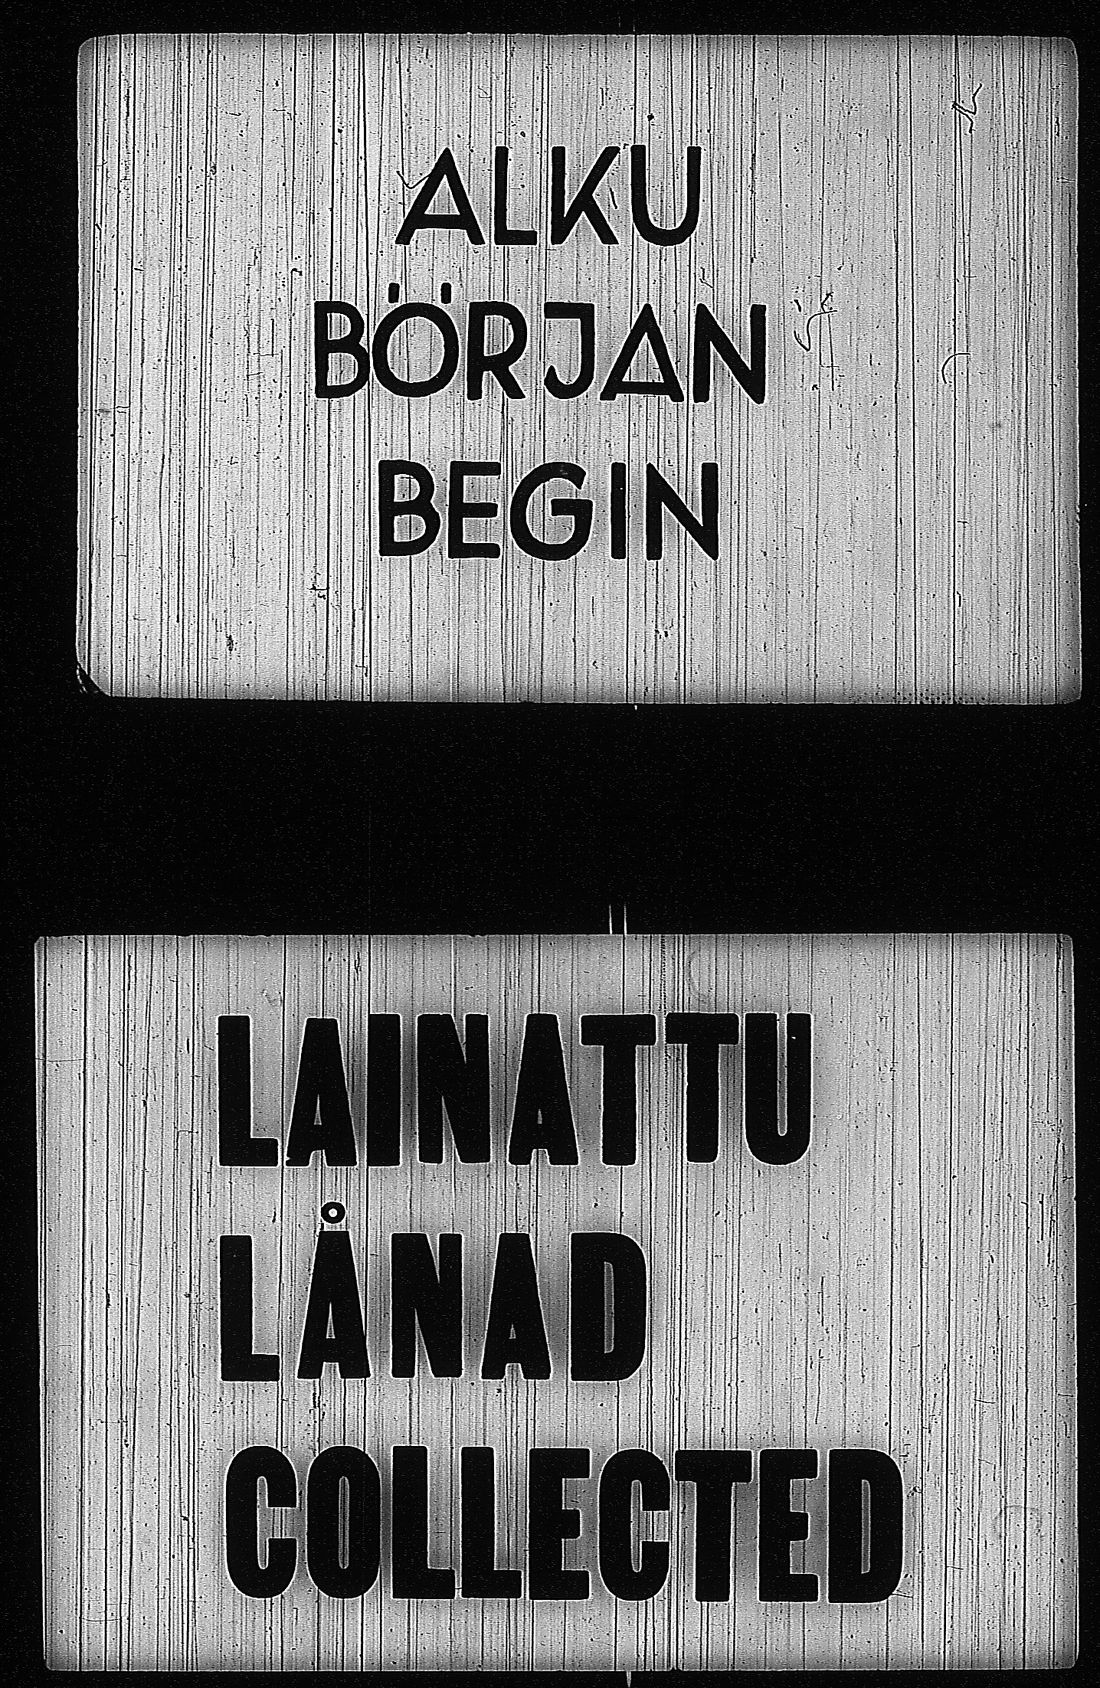 ALKU
BÖRJAN
BEGIN
LAINATTU
LÅNAD
COLLECTED